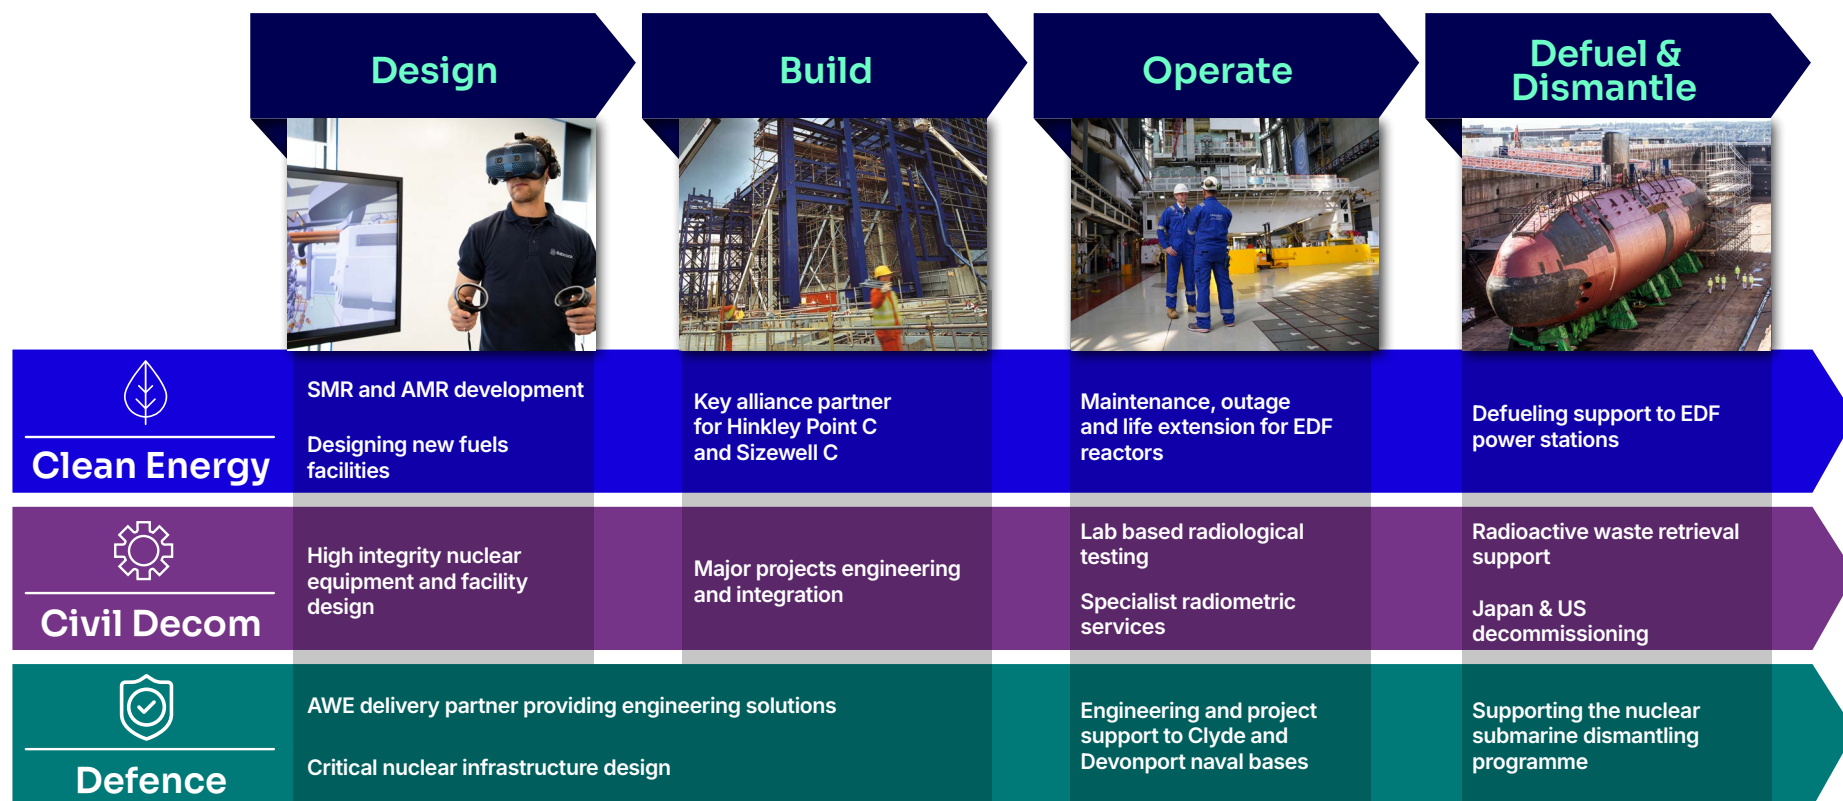 Design
Build
Operate
Defuel &
Dismantle
Clean Energy
SMR and AMR development
Designing new fuels
facilities
Key alliance partner
for Hinkley Point C
and Sizewell C
Maintenance, outage
and life extension for EDF
reactors
Defueling support to EDF
power stations
Civil Decom
High integrity nuclear
equipment and facility
design
Major projects engineering
and integration
Lab based radiological
testing
Specialist radiometric
services
Radioactive waste retrieval
support
Japan & US
decommissioning
Defence
AWE delivery partner providing engineering solutions
Critical nuclear infrastructure design
Engineering and project
support to Clyde and
Devonport naval bases
Supporting the nuclear
submarine dismantling
programme